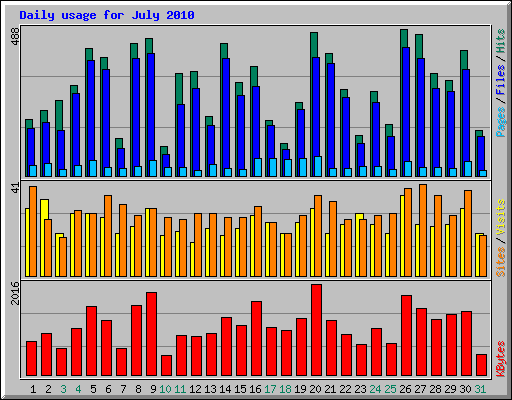 Daily usage for July 2010
488
Pages / Files / Hits
41
Sites / Visits
2016
KBytes
1 2 3 4 5 6 7 8 9 10 11 12 13 14 15 16 17 18 19 20 21 22 23 24 25 26 27 28 29 30 31